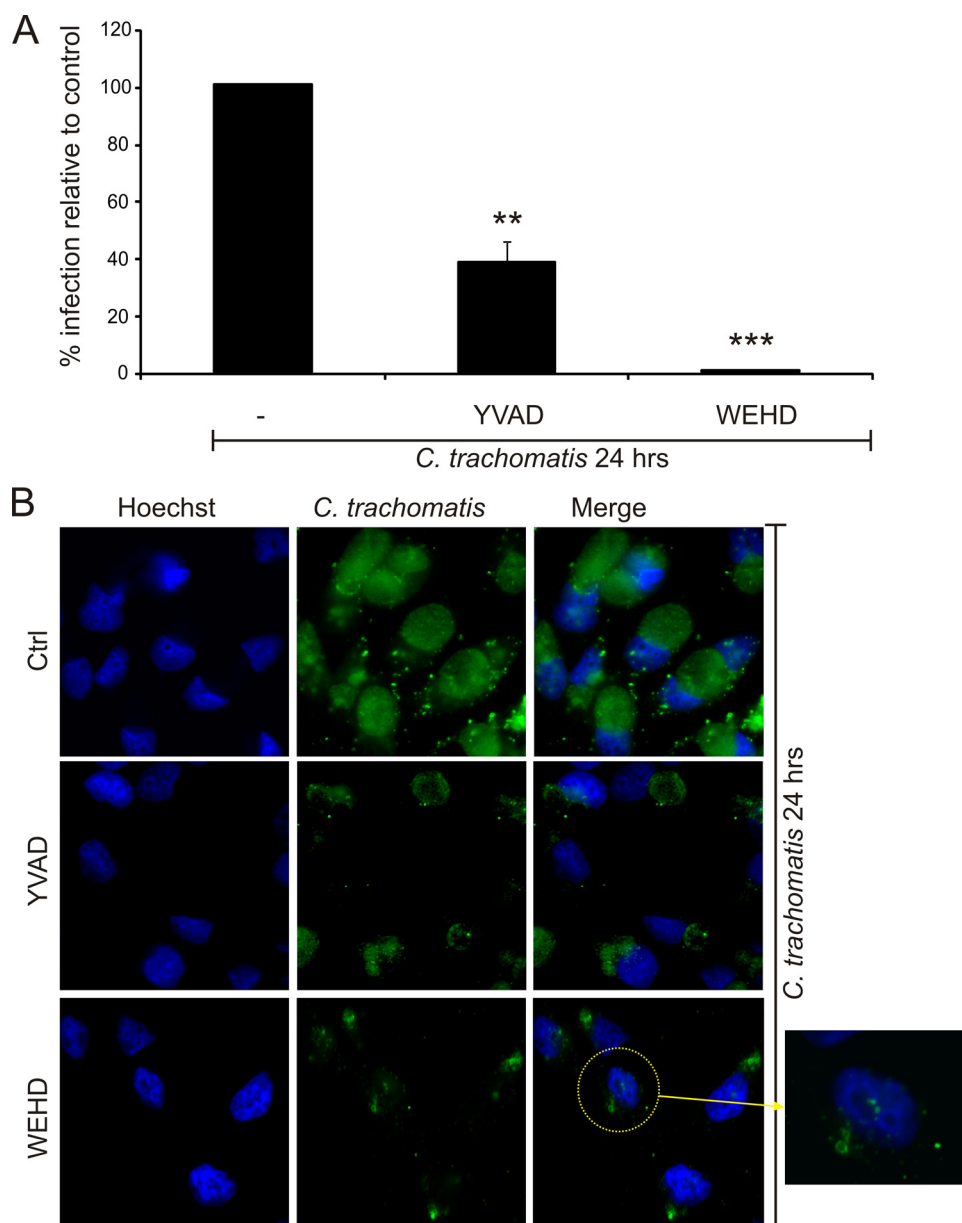 A
% infection relative to control
120
100
80
60
40
20
0
**
***
-
YVAD
WEHD
C. trachomatis 24 hrs
B
Hoechst
C. trachomatis
Merge
Ctrl
YVAD
WEHD
C. trachomatis 24 hrs